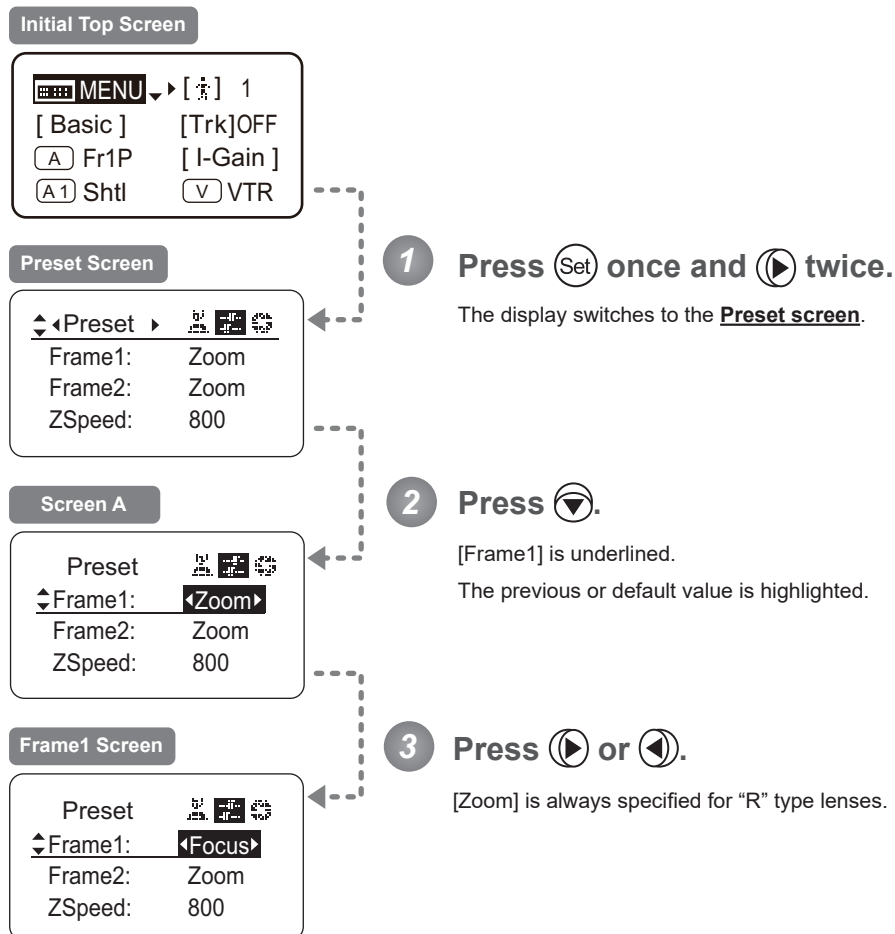 Initial Top Screen
MENU [ ] 1
[ Basic ] [Trk]OFF
A Fr1P [ I-Gain ]
A 1 Shtl V VTR
Preset Screen
Preset
Frame1: Zoom
Frame2: Zoom
ZSpeed: 800
1 Press Set once and twice.
The display switches to the Preset screen.
Screen A
Preset
Frame1: Zoom
Frame2: Zoom
ZSpeed: 800
2 Press .
[Frame1] is underlined.
The previous or default value is highlighted.
Frame1 Screen
Preset
Frame1: Focus
Frame2: Zoom
ZSpeed: 800
3 Press or .
[Zoom] is always specified for “R” type lenses.